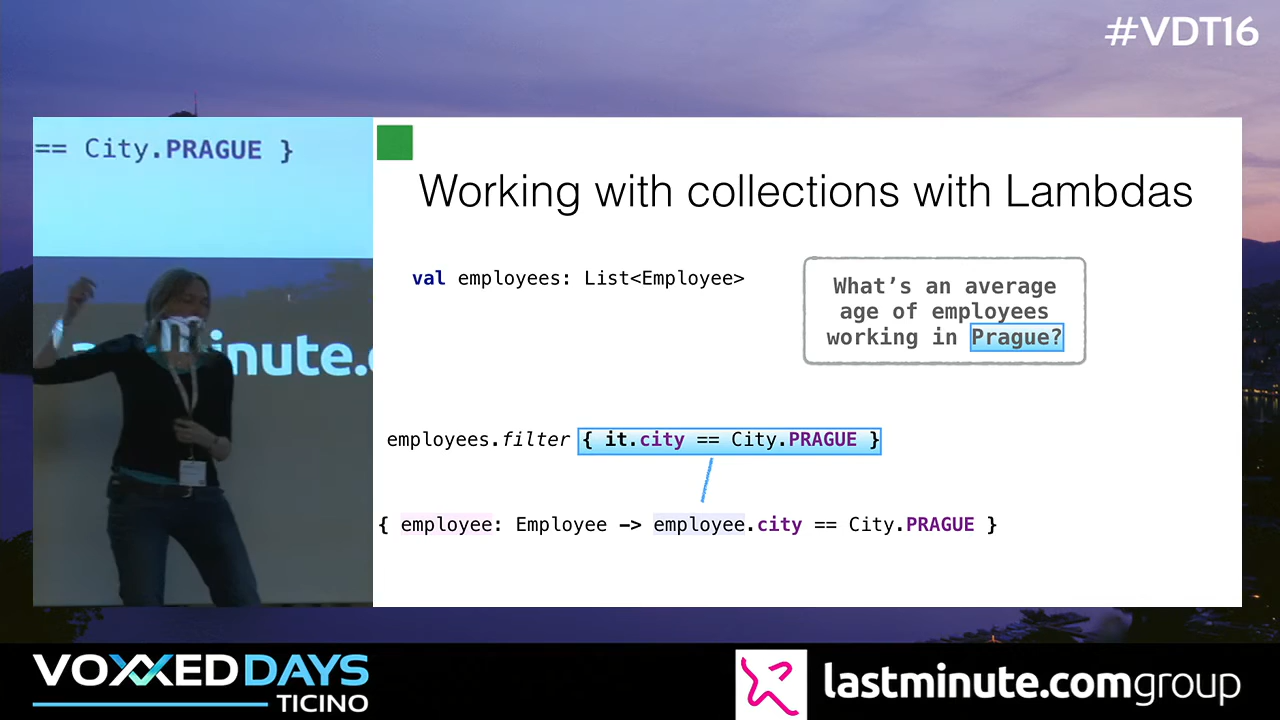 #VDT16
== City.PRAGUE }
Working with collections with Lambdas
val employees: List<Employee>
What's an average
age of employees
working in Prague?
employees.filter { it.city == City.PRAGUE }
{ employee: Employee –> employee.city == City.PRAGUE }
VOXXED DAYS
TICINO
lastminute.comgroup